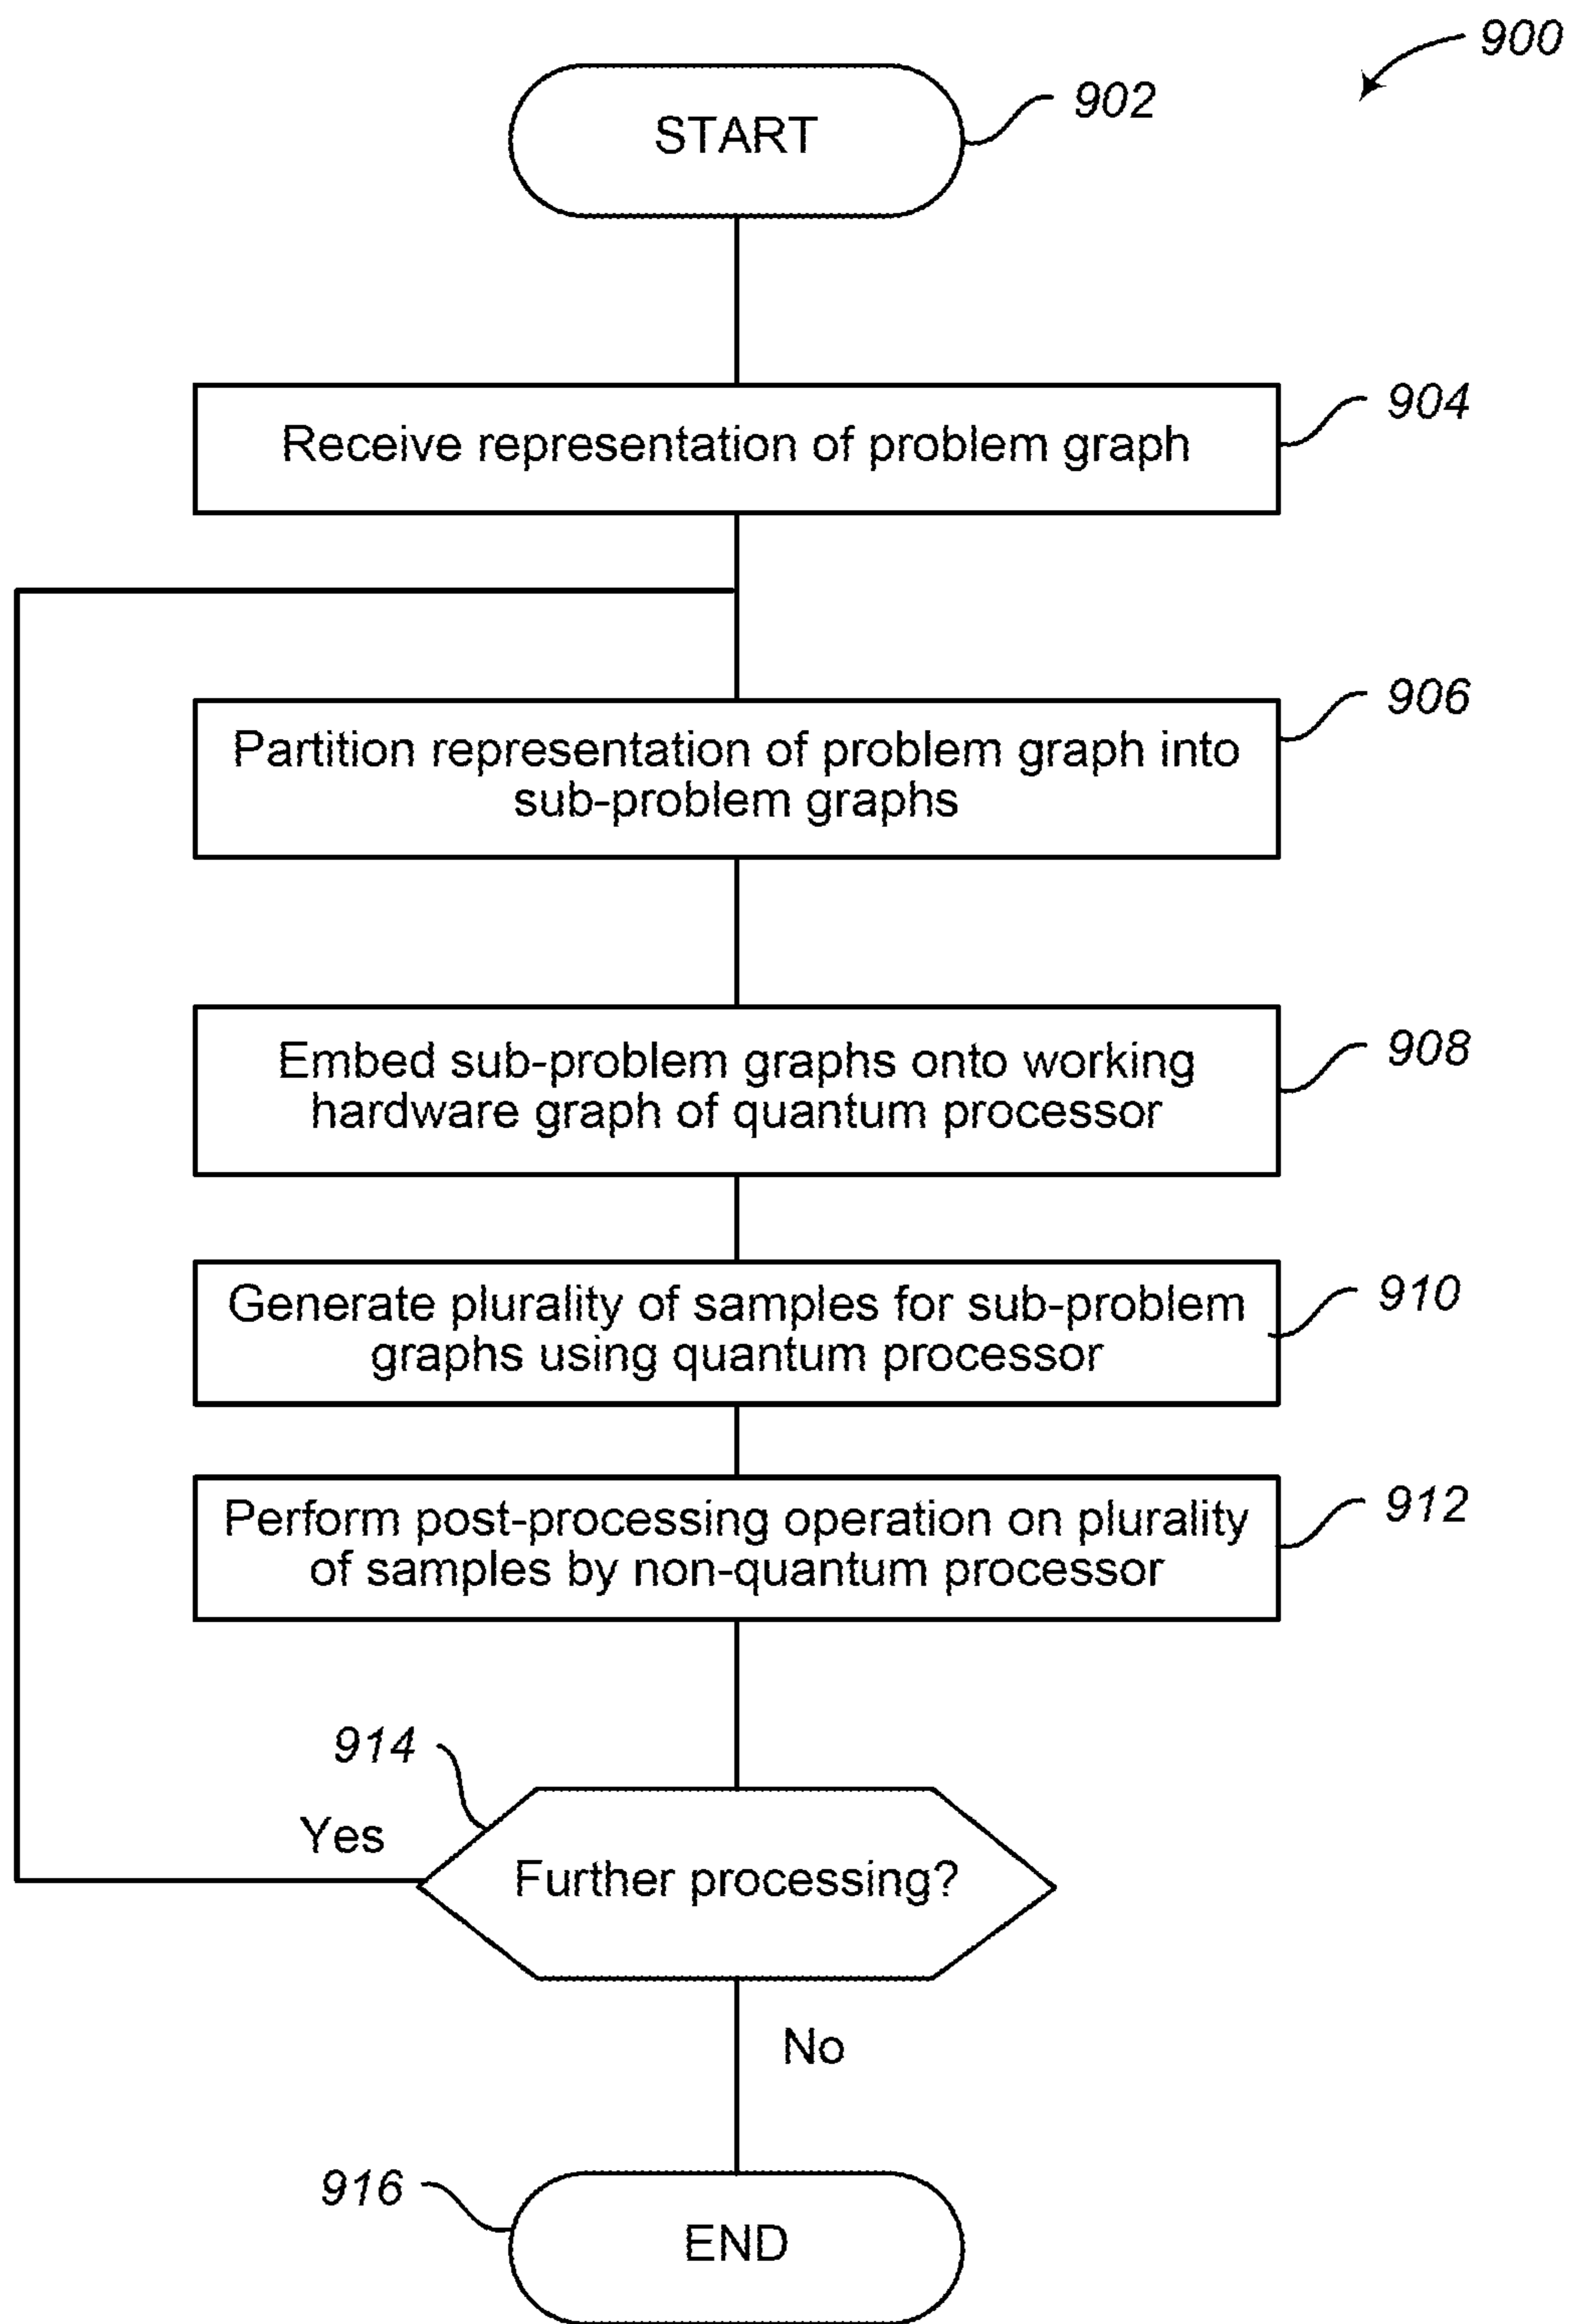 900
START
902
Receive representation of problem graph
904
Partition representation of problem graph into
sub-problem graphs
906
Embed sub-problem graphs onto working
hardware graph of quantum processor
908
Generate plurality of samples for sub-problem
graphs using quantum processor
910
Perform post-processing operation on plurality
of samples by non-quantum processor
912
914
Yes
Further processing?
No
916
END